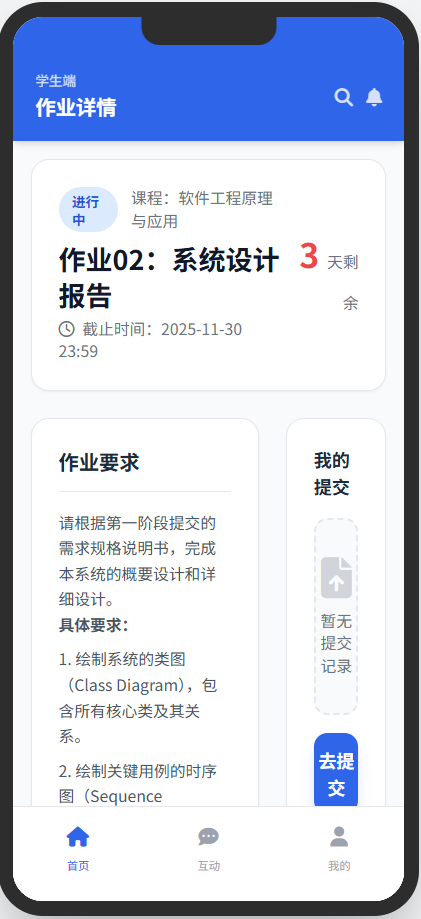 学生端
作业详情
进行
中
课程：软件工程原理
与应用
作业02：系统设计
报告
3 天剩
余
截止时间：2025-11-30
23:59
作业要求
请根据第一阶段提交的
需求规格说明书，完成
本系统的概要设计和详
细设计。
具体要求：
1. 绘制系统的类图
（Class Diagram），包
含所有核心类及其关
系。
2. 绘制关键用例的时序
图（Sequence
我的
提交
暂无
提交
记录
去提
交
首页
互动
我的